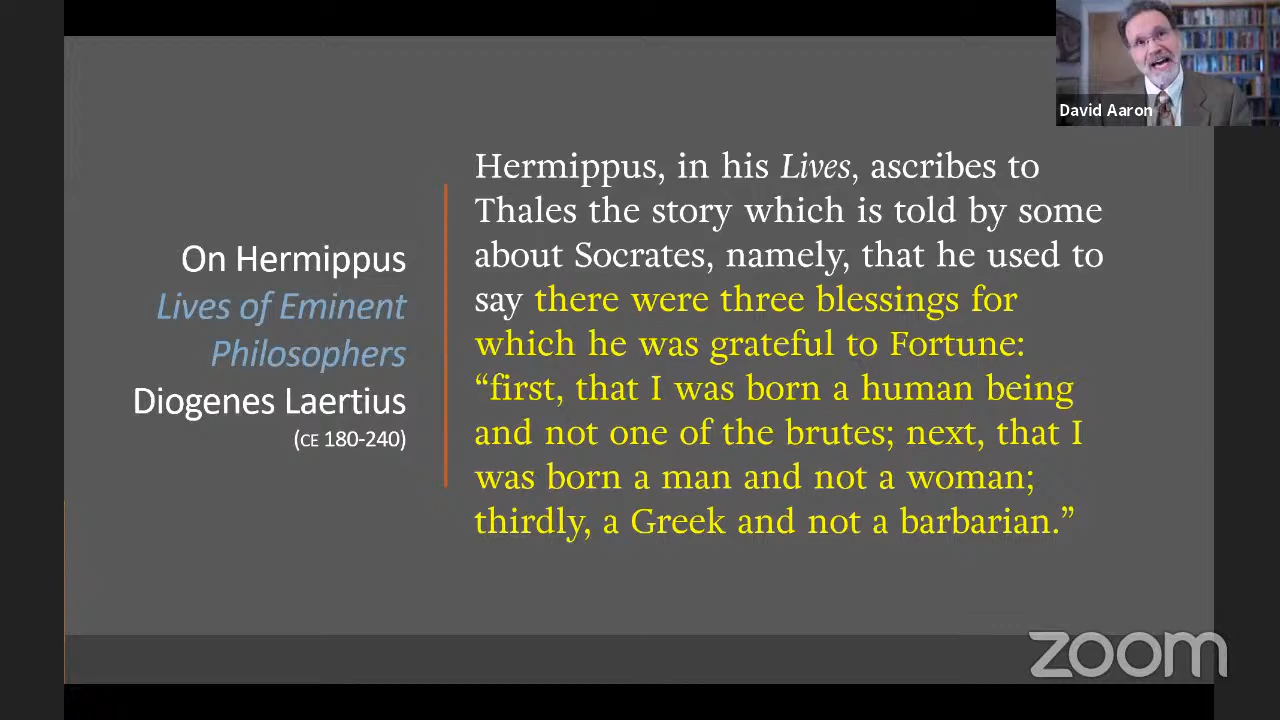 David Aaron
On Hermippus
Lives of Eminent
Philosophers
Diogenes Laertius
(CE 180-240)
Hermippus, in his Lives, ascribes to
Thales the story which is told by some
about Socrates, namely, that he used to
say there were three blessings for
which he was grateful to Fortune:
“first, that I was born a human being
and not one of the brutes; next, that I
was born a man and not a woman;
thirdly, a Greek and not a barbarian.”
zoom